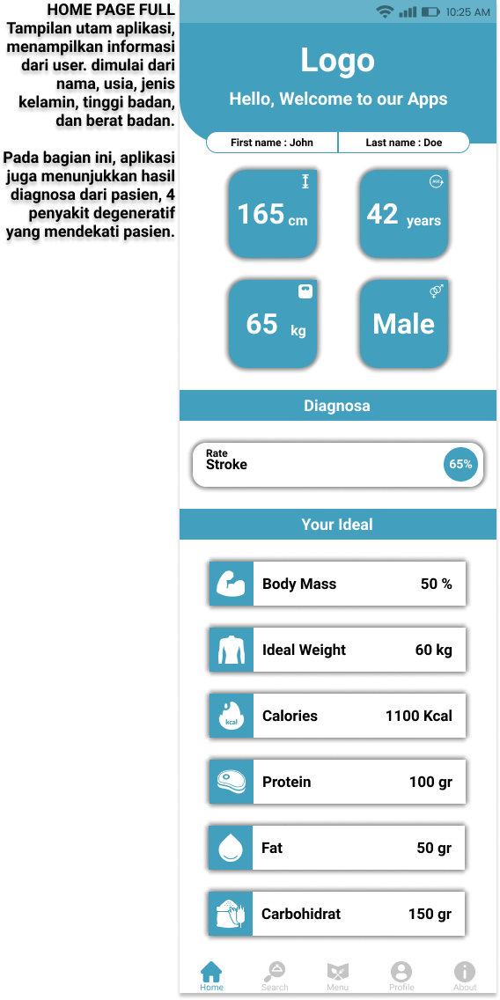 HOME PAGE FULL
Tampilan utam aplikasi,
menampilkan informasi
dari user. dimulai dari
nama, usia, jenis
kelamin, tinggi badan,
dan berat badan.
Pada bagian ini, aplikasi
juga menunjukkan hasil
diagnosa dari pasien, 4
penyakit degeneratif
yang mendekati pasien.
10:25 AM
Logo
Hello, Welcome to our Apps
First name : John
Last name : Doe
165 cm
AGE
42 years
65 kg
Male
Diagnosa
Rate
Stroke
65%
Your Ideal
Body Mass 50 %
Ideal Weight 60 kg
kcal
Calories 1100 Kcal
Protein 100 gr
Fat 50 gr
Carbohidrat 150 gr
Home Search Menu Profile About